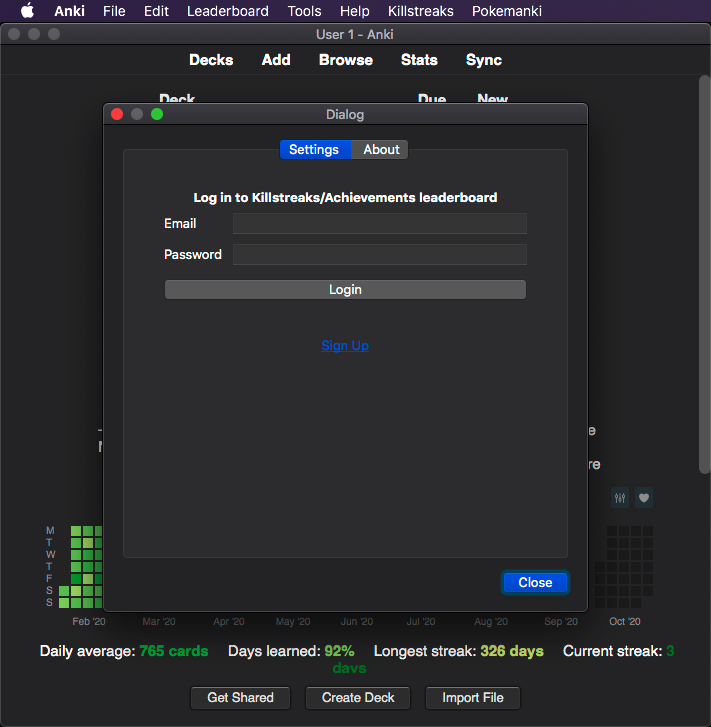 Anki File Edit Leaderboard Tools Help Killstreaks Pokemanki
User 1 - Anki
Decks Add Browse Stats Sync
Deck Due New
Dialog
Settings About
Log in to Killstreaks/Achievements leaderboard
Email
Password
Login
Sign Up
e
re
M
T
W
T
F
S
S
Feb '20 Mar '20 Apr '20 May '20 Jun '20 Jul '20 Aug '20 Sep '20 Oct '20
Daily average: 765 cards Days learned: 92% Longest streak: 326 days Current streak: 3
days
Close
Get Shared Create Deck Import File